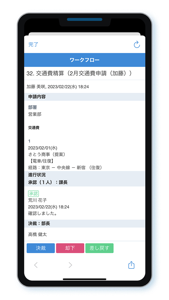 完了
ワークフロー
32. 交通費精算（2月交通費申請（加藤））
加藤 美咲, 2023/02/22(水) 18:24
申請内容
部署
営業部
交通費
1
2023/02/01(水)
さとう商事（提案）
【電車/往復】
経路：東京 ー 中央線 ー 新宿 （往復）
進行状況
承認（１人）：課長
承認
荒川 花子
2023/02/22(水) 18:24
確認しました。
決裁：部長
高橋 健太
決裁
却下
差し戻す